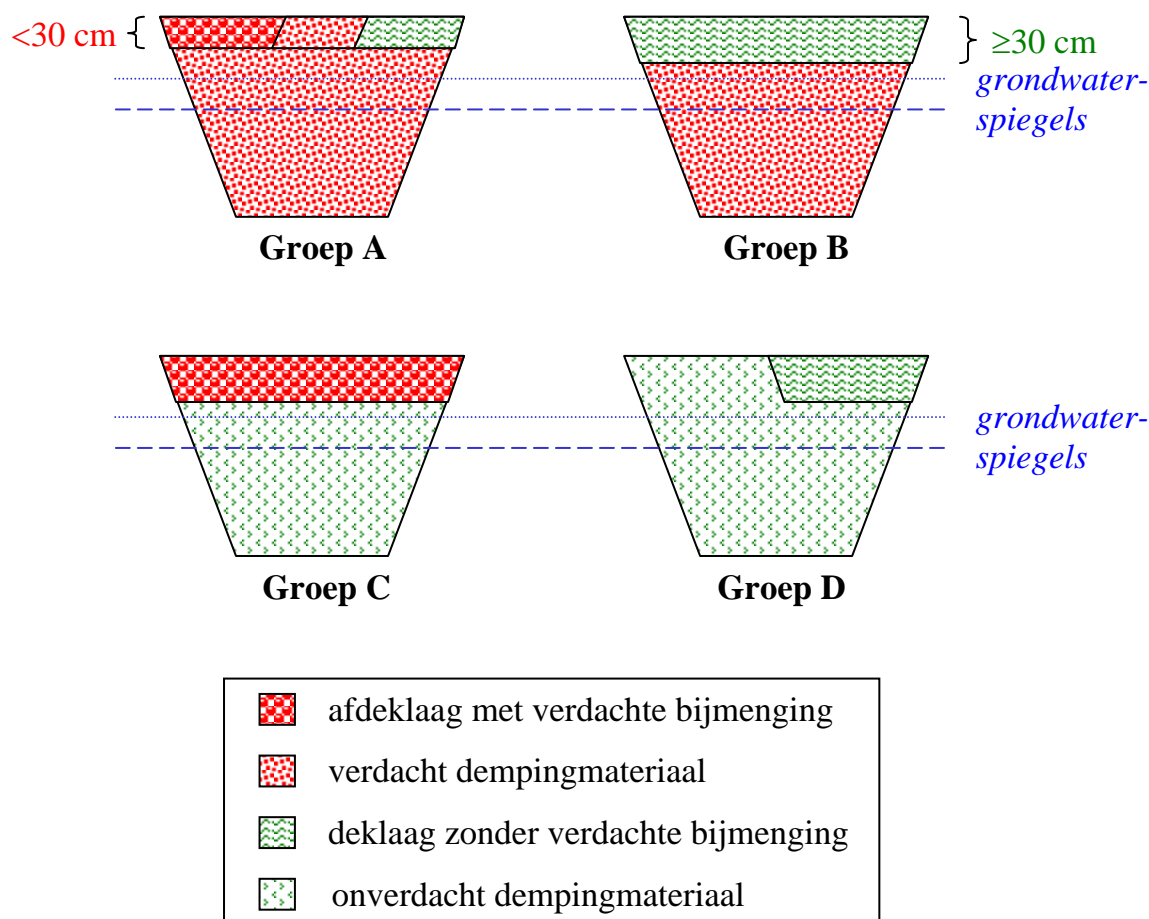 <30 cm
≥30 cm
grondwater-
spiegels
Groep A
Groep B
grondwater-
spiegels
Groep C
Groep D
afdeklaag met verdachte bijmenging
verdacht dempingmateriaal
deklaag zonder verdachte bijmenging
onverdacht dempingmateriaal